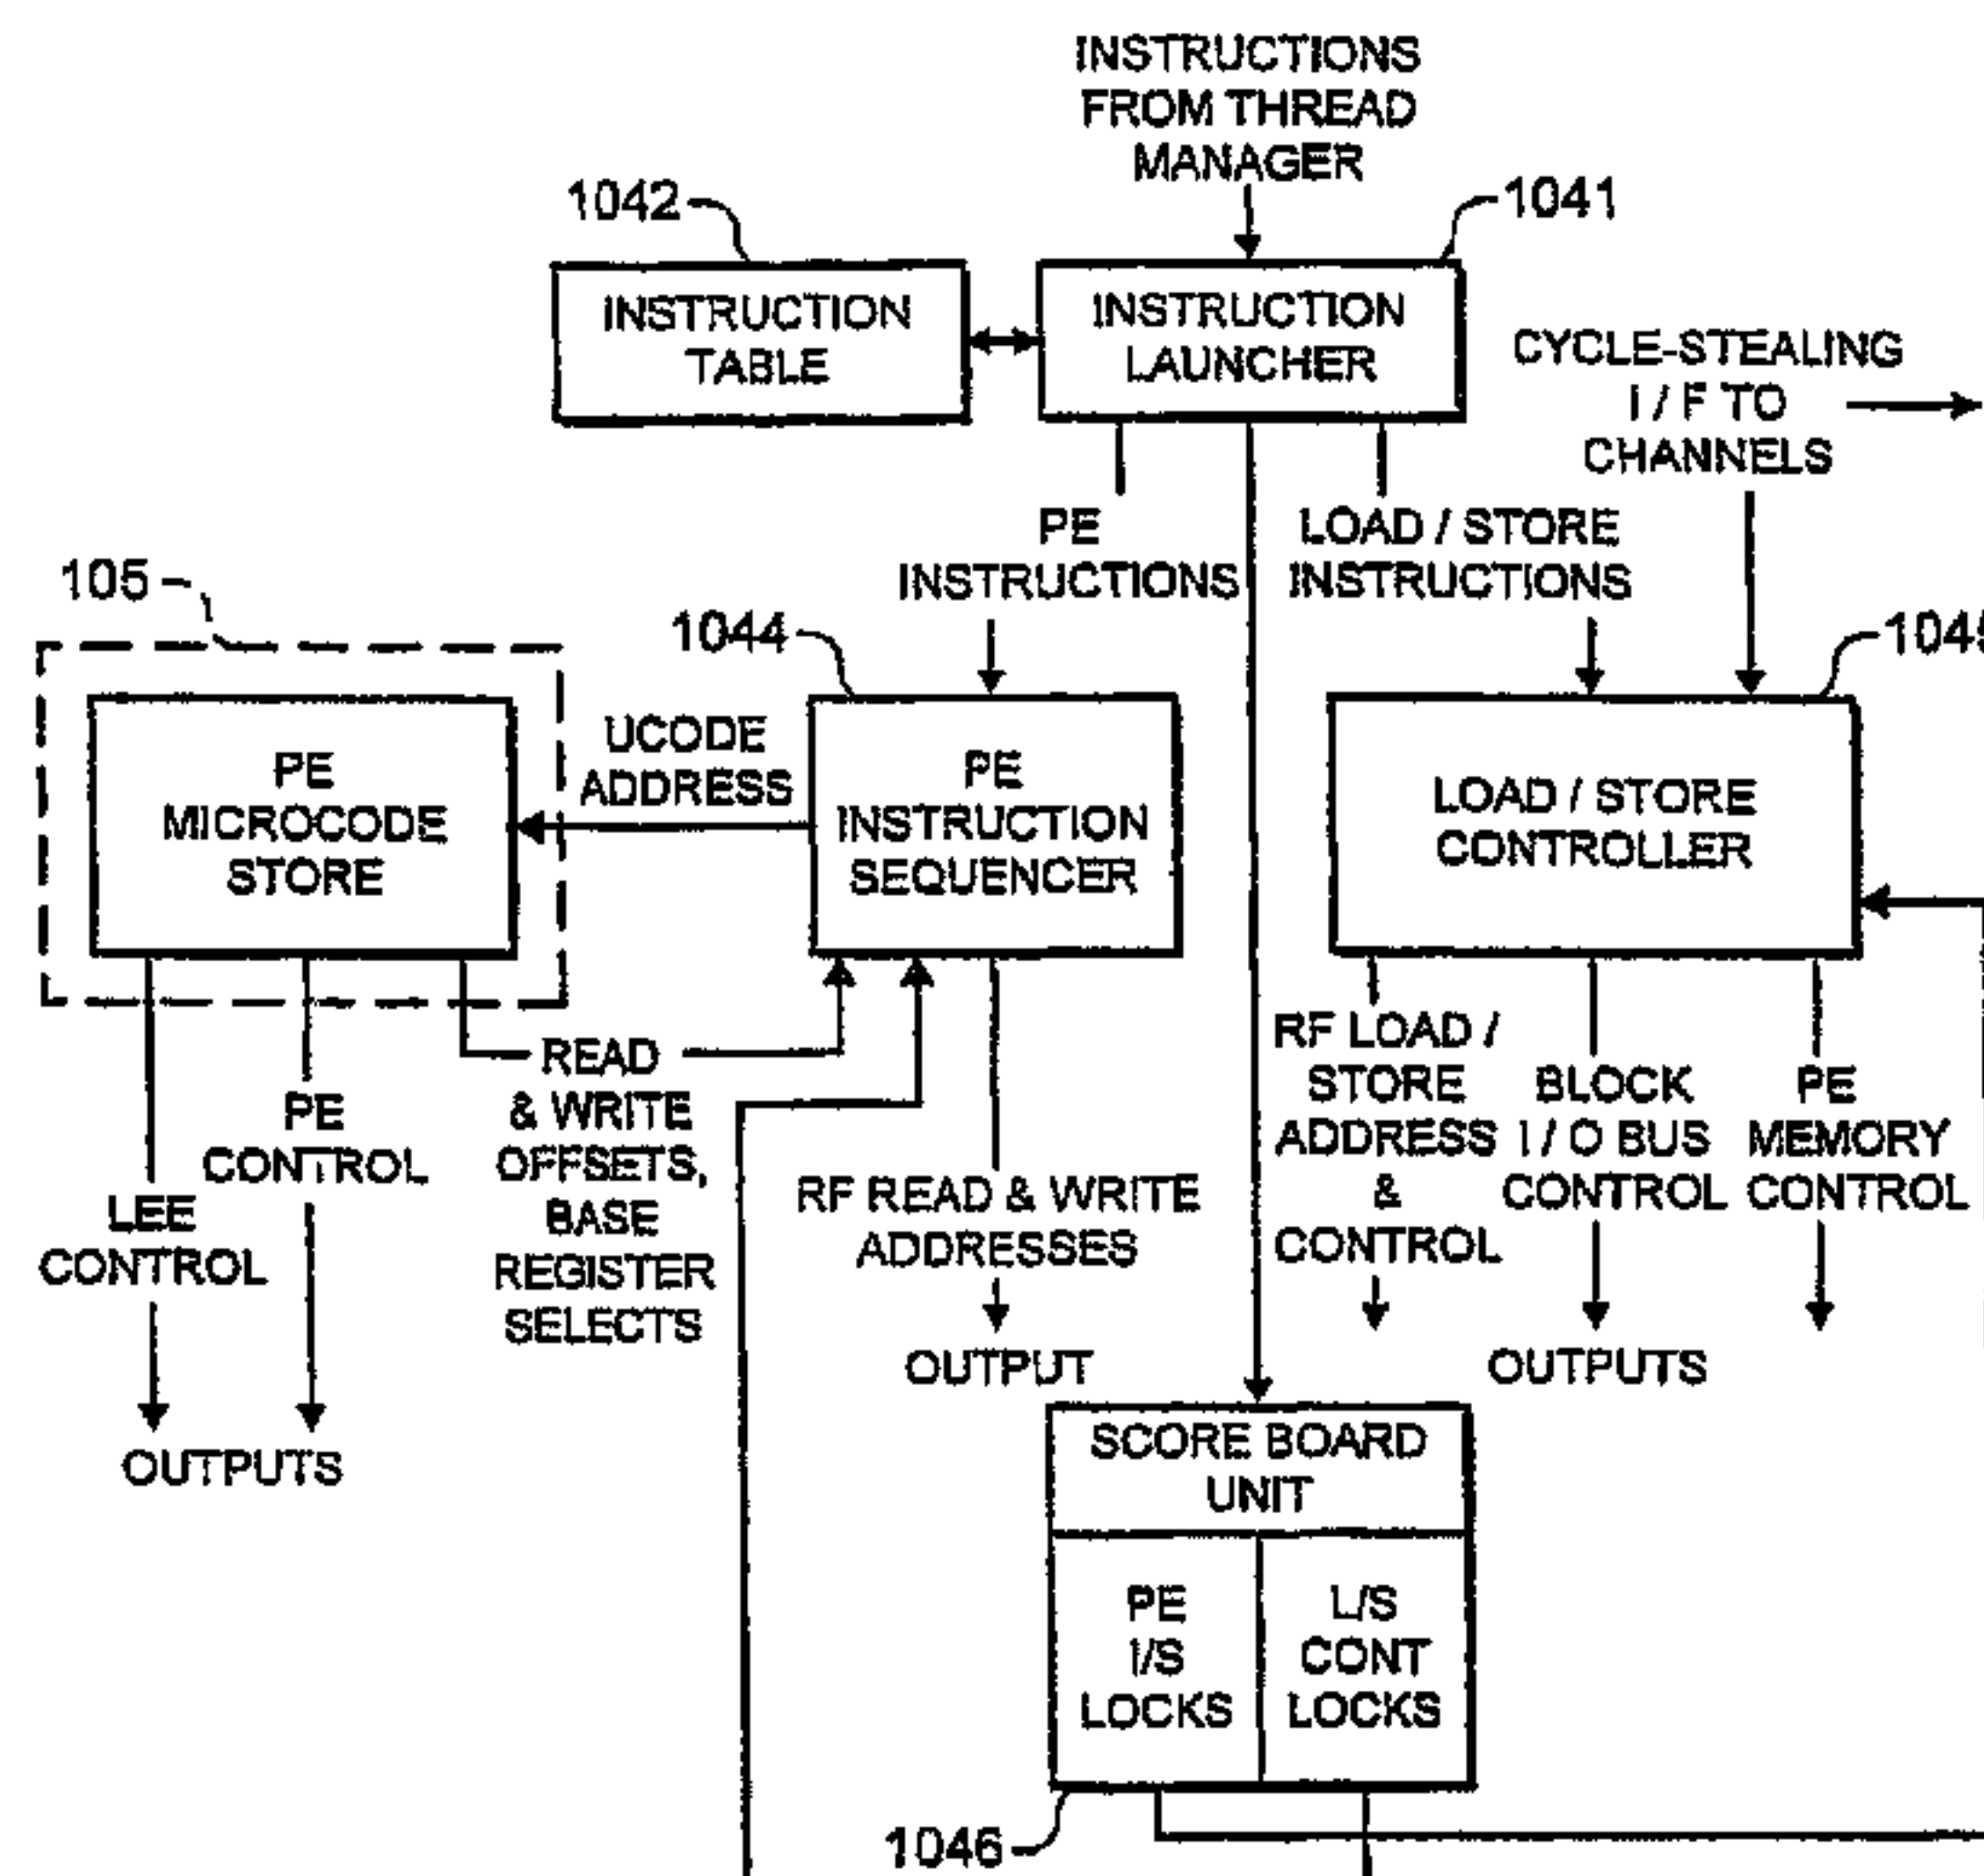 INSTRUCTIONS
FROM THREAD
MANAGER
1042
1041
INSTRUCTION
TABLE
INSTRUCTION
LAUNCHER
CYCLE-STEALING
I / F TO
CHANNELS
PE
INSTRUCTIONS
LOAD / STORE
INSTRUCTIONS
105
1044
1045
PE
MICROCODE
STORE
UCODE
ADDRESS
PE
INSTRUCTION
SEQUENCER
LOAD / STORE
CONTROLLER
READ
& WRITE
OFFSETS,
BASE
REGISTER
SELECTS
PE
CONTROL
LEE
CONTROL
OUTPUTS
RF READ & WRITE
ADDRESSES
OUTPUT
RF LOAD /
STORE
ADDRESS
&
CONTROL
BLOCK
I / O BUS
CONTROL
PE
MEMORY
CONTROL
OUTPUTS
SCORE BOARD
UNIT
PE
I/S
LOCKS
L/S
CONT
LOCKS
1046